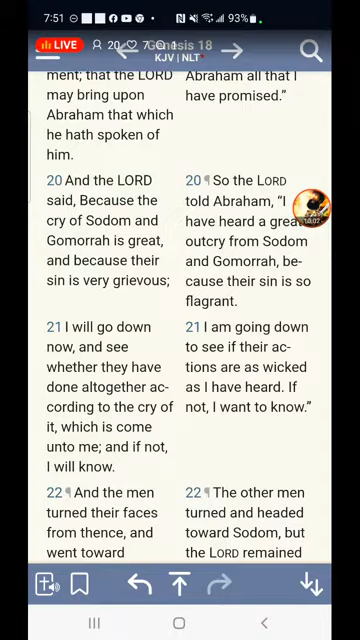 7:51
93%
LIVE 20 7 1
Genesis 18
KJV | NLT
ment; that the LORD
may bring upon
Abraham that which
he hath spoken of
him.
Abraham all that I
have promised.”
20 And the LORD
said, Because the
cry of Sodom and
Gomorrah is great,
and because their
sin is very grievous;
20 ¶ So the LORD
told Abraham, “I
have heard a great
outcry from Sodom
and Gomorrah, be-
cause their sin is so
flagrant.
10:02
21 I will go down
now, and see
whether they have
done altogether ac-
cording to the cry of
it, which is come
unto me; and if not,
I will know.
21 I am going down
to see if their ac-
tions are as wicked
as I have heard. If
not, I want to know.”
22 ¶ And the men
turned their faces
from thence, and
went toward
22 ¶ The other men
turned and headed
toward Sodom, but
the LORD remained